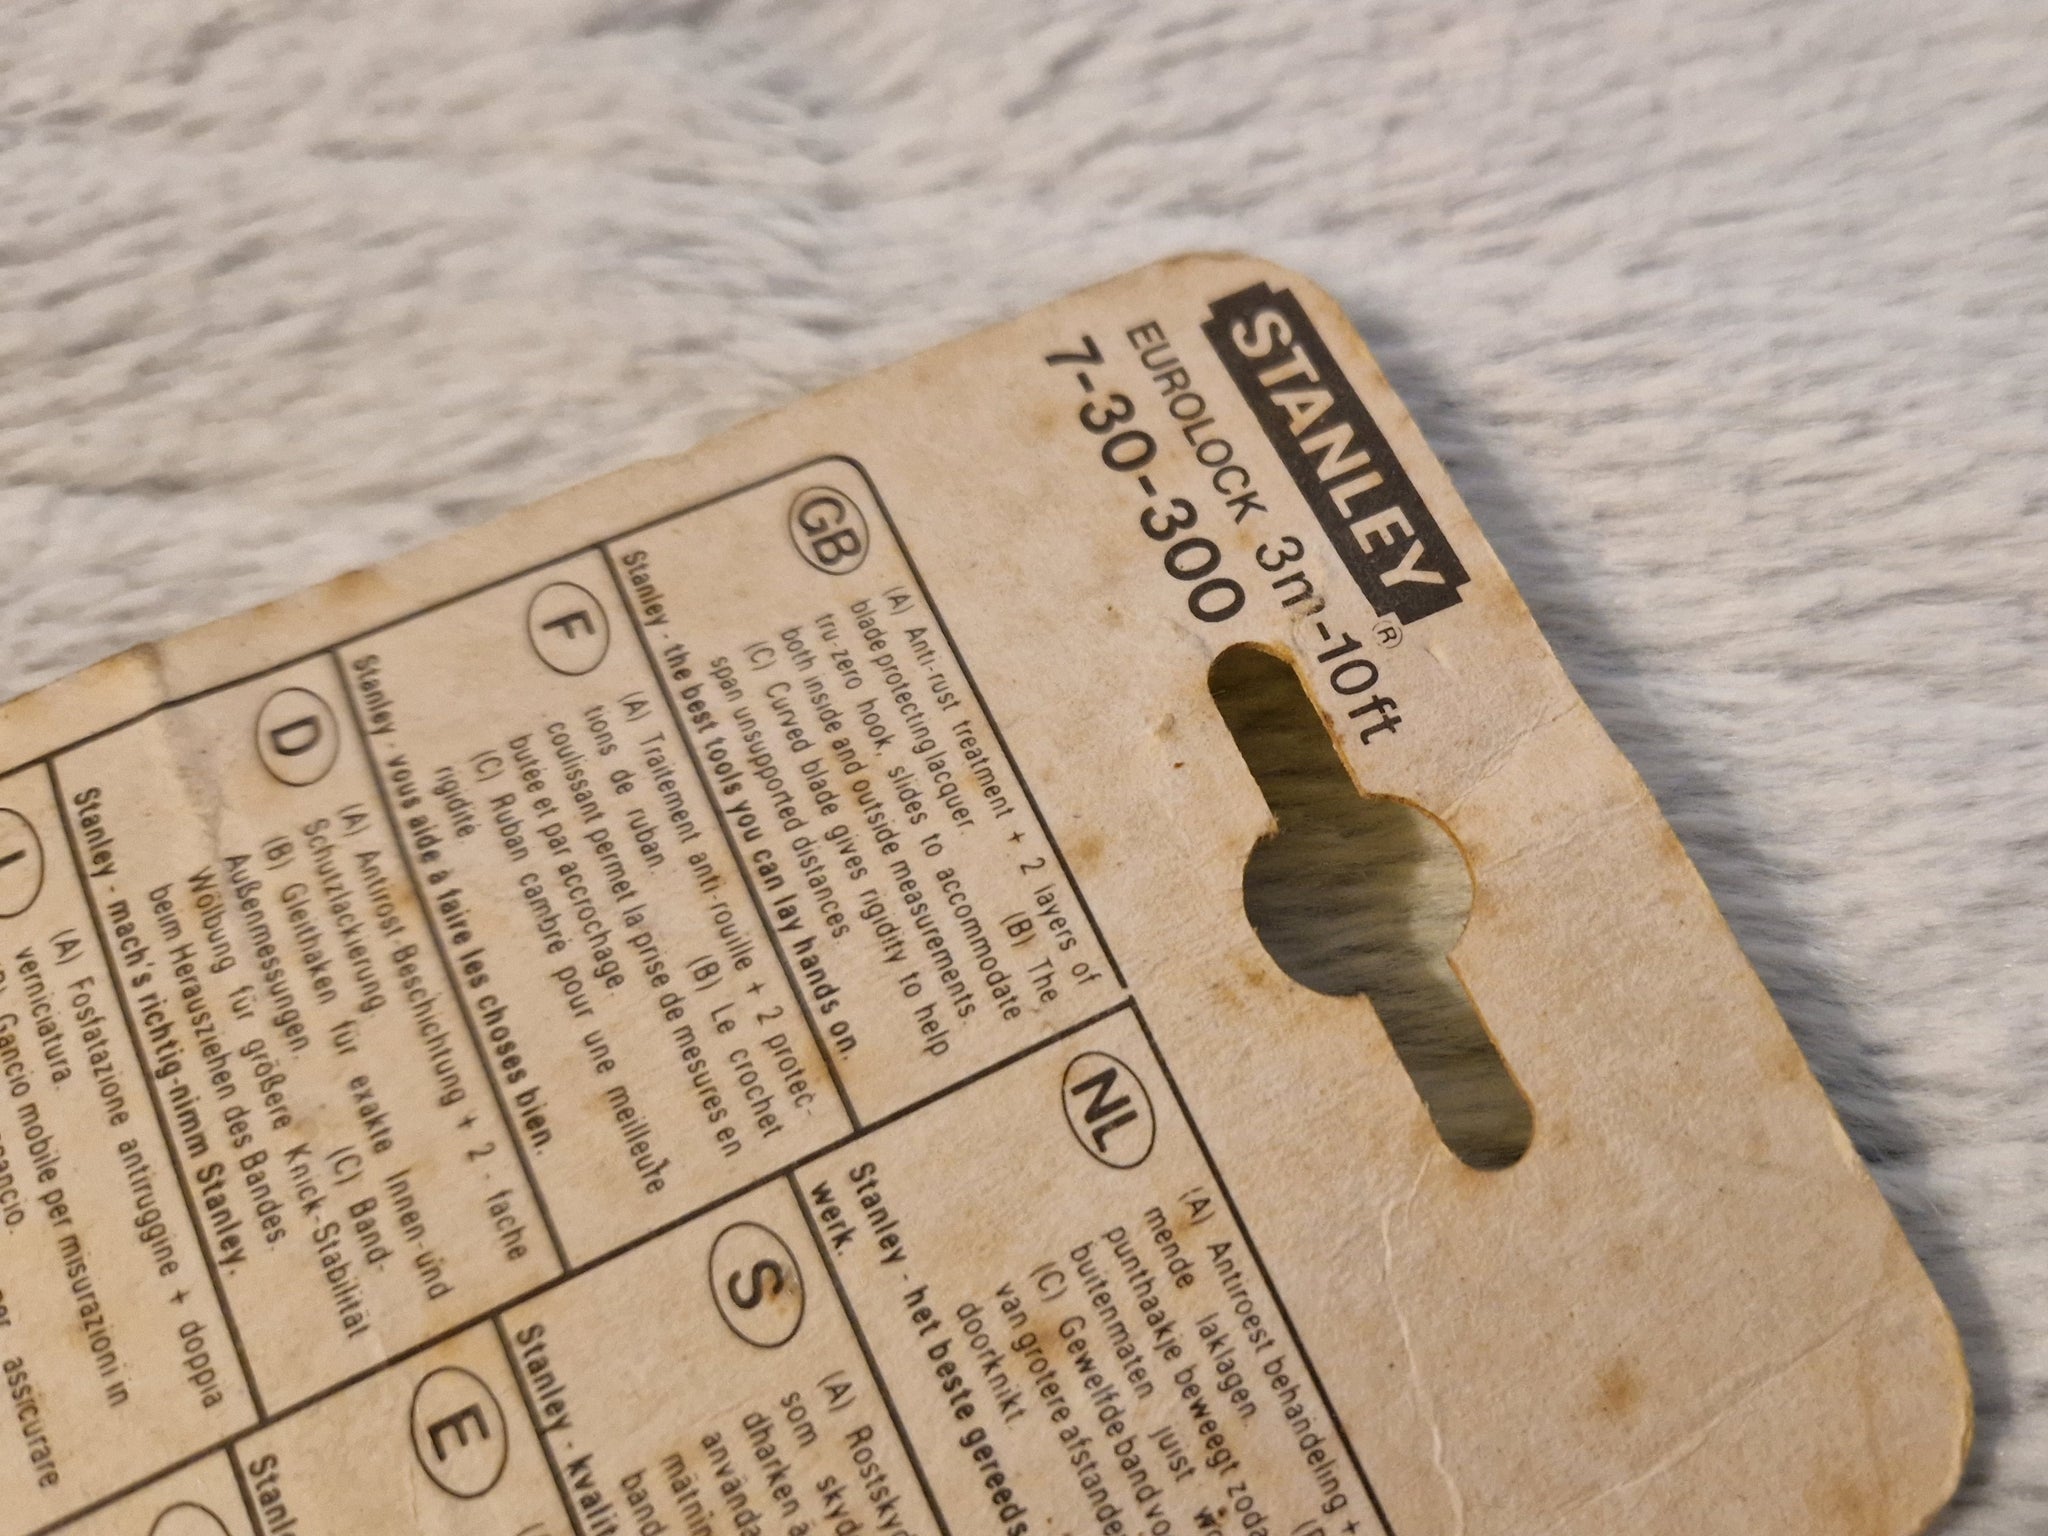 STANLEY
®
EUROLOCK 3m-10ft
7-30-300
GB
(A) Anti-rust treatment + 2 layers of
blade protecting lacquer. (B) The
tru-zero hook, slides to accommodate
both inside and outside measurements.
(C) Curved blade gives rigidity to help
span unsupported distances.
Stanley - the best tools you can lay hands on.
F
(A) Traitement anti-rouille + 2 protec-
tions de ruban. (B) Le crochet
coulissant permet la prise de mesures en
butée et par accrochage.
(C) Ruban cambré pour une meilleure
rigidité.
Stanley - vous aide à faire les choses bien.
D
(A) Antirost-Beschichtung + 2 - fache
Schutzlackierung.
(B) Gleithaken für exakte Innen-und
Außenmessungen. (C) Band-
Wölbung für größere Knick-Stabilität
beim Herausziehen des Bandes.
Stanley - mach's richtig-nimm Stanley.
I
(A) Fosfatazione antiruggine + doppia
verniciatura.
Gancio mobile per misurazioni in
assicurare
NL
(A) Antiroest behandeling +
mende laklagen.
punthaakje beweegt
buitenmaten juist
(C) Gewelfde band
van grotere
doorknikt.
Stanley - het beste
werk.
S
(A)
som
band
Stanley -
E